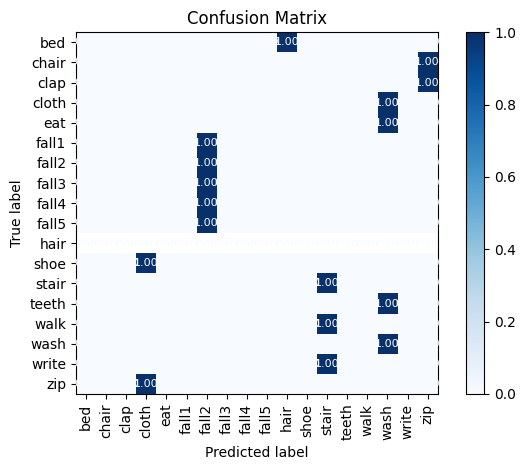 Confusion Matrix
True label
bed 1.00
chair 1.00
clap 1.00
cloth 1.00
eat 1.00
fall1 1.00
fall2 1.00
fall3 1.00
fall4 1.00
fall5 1.00
hair
shoe 1.00
stair 1.00
teeth 1.00
walk 1.00
wash 1.00
write 1.00
zip 1.00
bed chair clap cloth eat fall1 fall2 fall3 fall4 fall5 hair shoe stair teeth walk wash write zip
Predicted label
1.0
0.8
0.6
0.4
0.2
0.0